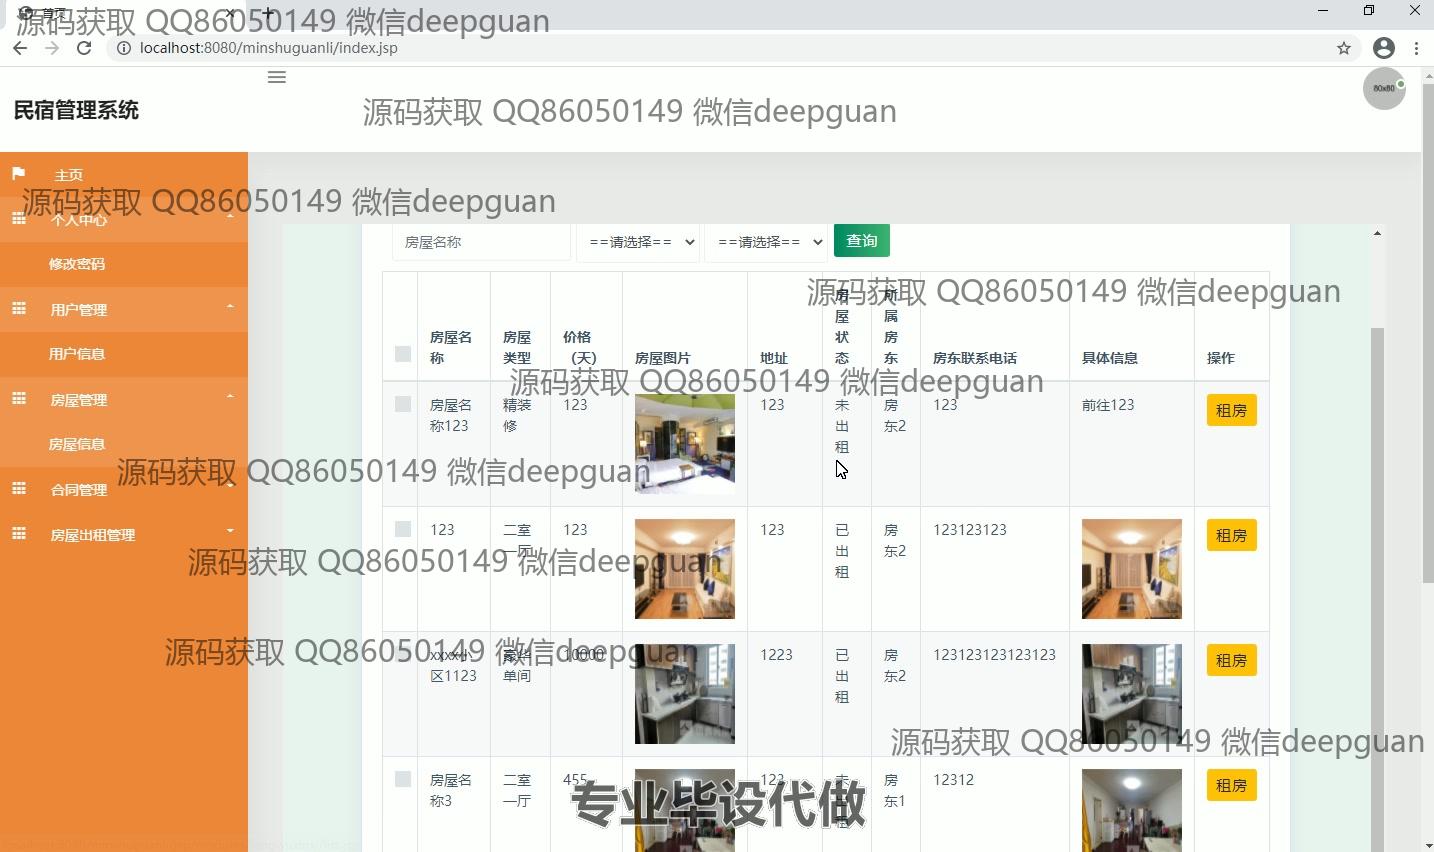 首页
源码获取 QQ86050149 微信deepguan
localhost:8080/minshuguanli/index.jsp
80x80
民宿管理系统
源码获取 QQ86050149 微信deepguan
主页
源码获取 QQ86050149 微信deepguan
个人中心
修改密码
用户管理
用户信息
房屋管理
房屋信息
合同管理
房屋出租管理
房屋名称
==请选择==
==请选择==
查询
源码获取 QQ86050149 微信deepguan
房屋名称
房屋类型
价格（天）
房屋图片
地址
房屋状态
所属房东
房东联系电话
具体信息
操作
源码获取 QQ86050149 微信deepguan
房屋名称123
精装修
123
123
未出租
房东2
123
前往123
租房
源码获取 QQ86050149 微信deepguan
123
二室一厅
123
123
已出租
房东2
123123123
租房
源码获取 QQ86050149 微信deepguan
xxxx小区1123
豪华单间
10000
1223
已出租
房东2
123123123123123
租房
源码获取 QQ86050149 微信deepguan
源码获取 QQ86050149 微信deepguan
房屋名称3
二室一厅
455
123
未出
房东1
12312
租房
专业毕设代做